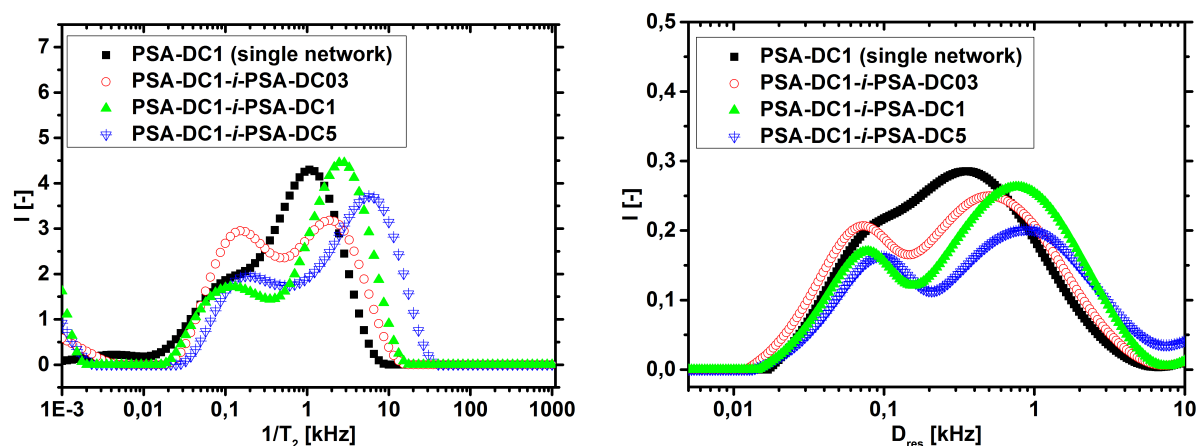 7
6
5
4
3
2
1
0
I [-]
PSA-DC1 (single network)
PSA-DC1-i-PSA-DC03
PSA-DC1-i-PSA-DC1
PSA-DC1-i-PSA-DC5
1E-3 0,01 0,1 1 10 100 1000
1/T2 [kHz]
0,5
0,4
0,3
0,2
0,1
0,0
I [-]
PSA-DC1 (single network)
PSA-DC1-i-PSA-DC03
PSA-DC1-i-PSA-DC1
PSA-DC1-i-PSA-DC5
0,01 0,1 1 10
Dres [kHz]